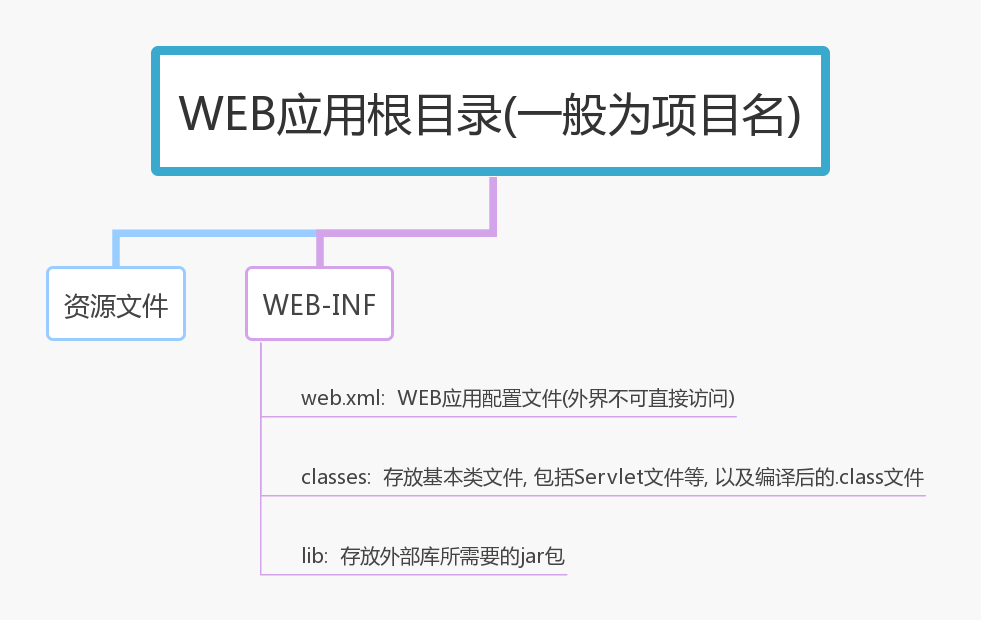 WEB应用根目录(一般为项目名)
资源文件
WEB-INF
web.xml: WEB应用配置文件(外界不可直接访问)
classes: 存放基本类文件, 包括Servlet文件等, 以及编译后的.class文件
lib: 存放外部库所需要的jar包